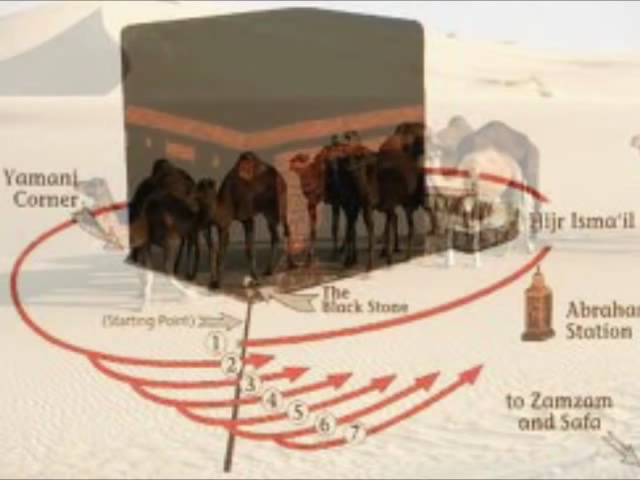 Yamani
Corner
Hijr Isma'il
The
Black Stone
(Starting Point)
Abraham
Station
1
2
3
4
5
6
7
to Zamzam
and Safa